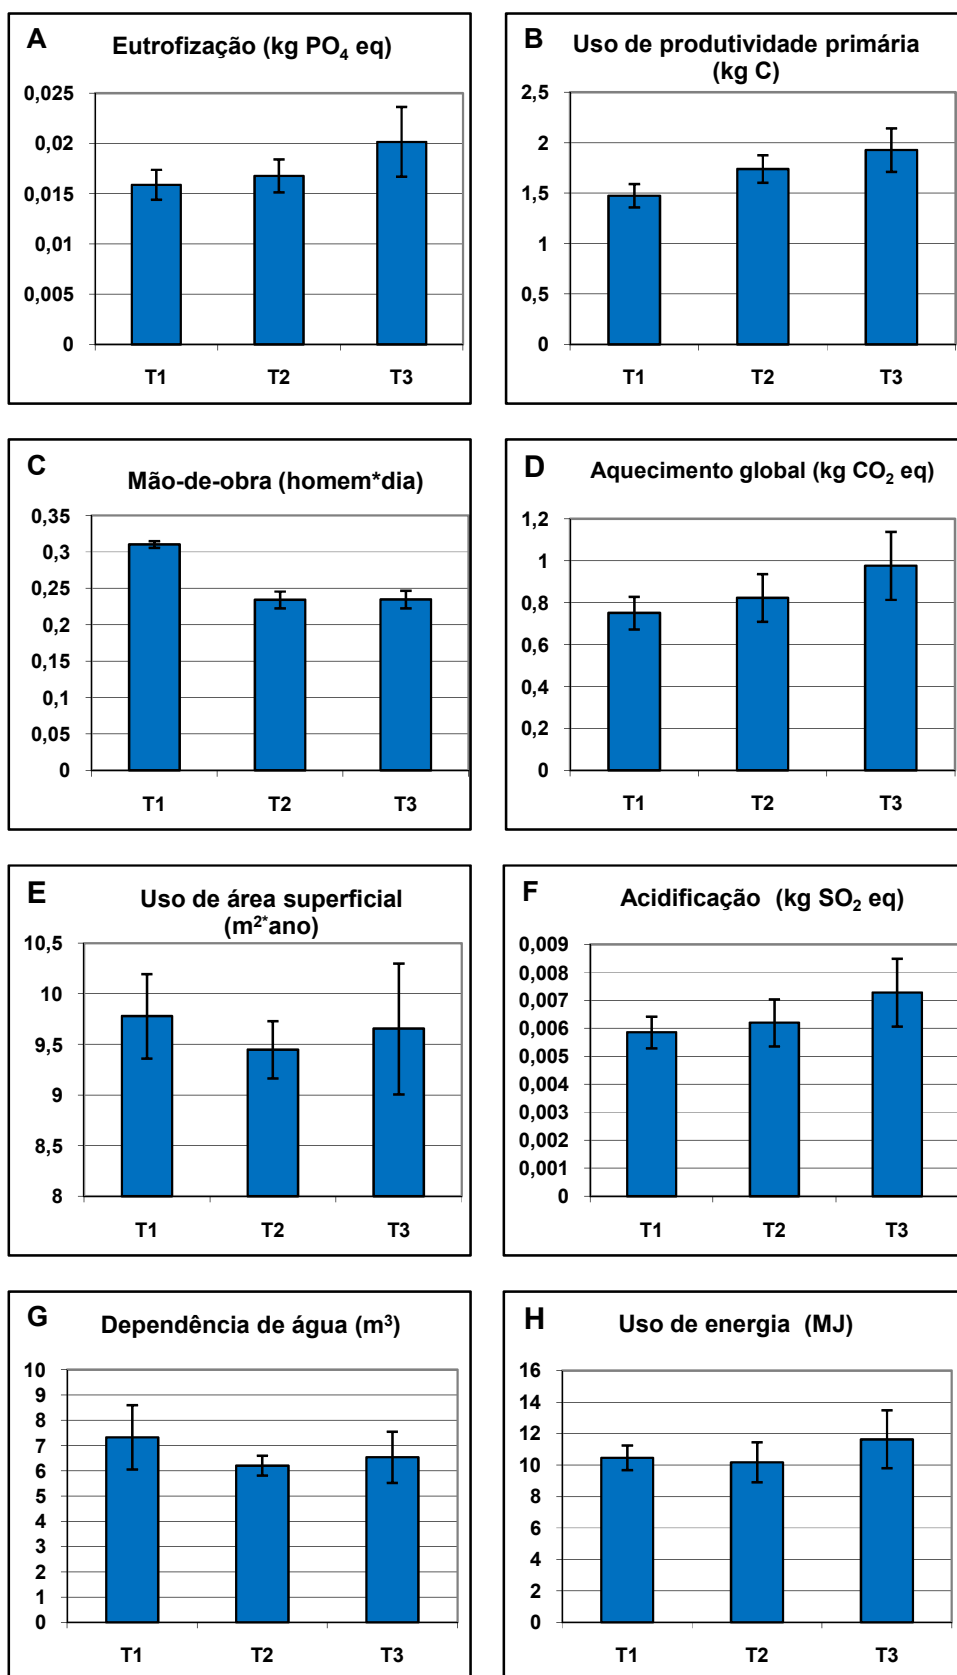 A
Eutrofização (kg PO4 eq)
0,025
0,02
0,015
0,01
0,005
0
T1 T2 T3
B
Uso de produtividade primária
(kg C)
2,5
2
1,5
1
0,5
0
T1 T2 T3
C
Mão-de-obra (homem*dia)
0,35
0,3
0,25
0,2
0,15
0,1
0,05
0
T1 T2 T3
D
Aquecimento global (kg CO2 eq)
1,2
1
0,8
0,6
0,4
0,2
0
T1 T2 T3
E
Uso de área superficial
(m2*ano)
10,5
10
9,5
9
8,5
8
T1 T2 T3
F
Acidificação (kg SO2 eq)
0,009
0,008
0,007
0,006
0,005
0,004
0,003
0,002
0,001
0
T1 T2 T3
G
Dependência de água (m3)
10
9
8
7
6
5
4
3
2
1
0
T1 T2 T3
H
Uso de energia (MJ)
16
14
12
10
8
6
4
2
0
T1 T2 T3